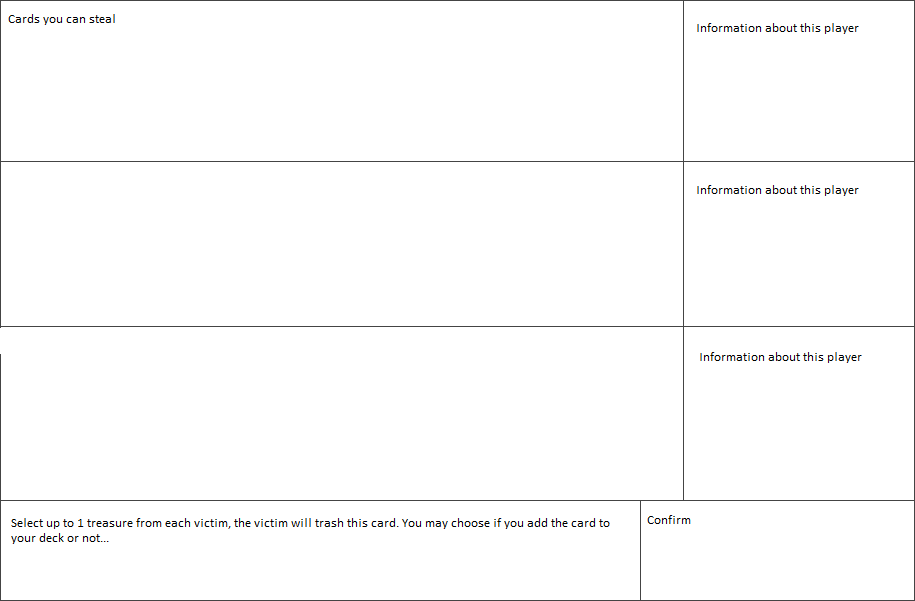 Cards you can steal
Information about this player
Information about this player
Information about this player
Select up to 1 treasure from each victim, the victim will trash this card. You may choose if you add the card to
your deck or not...
Confirm